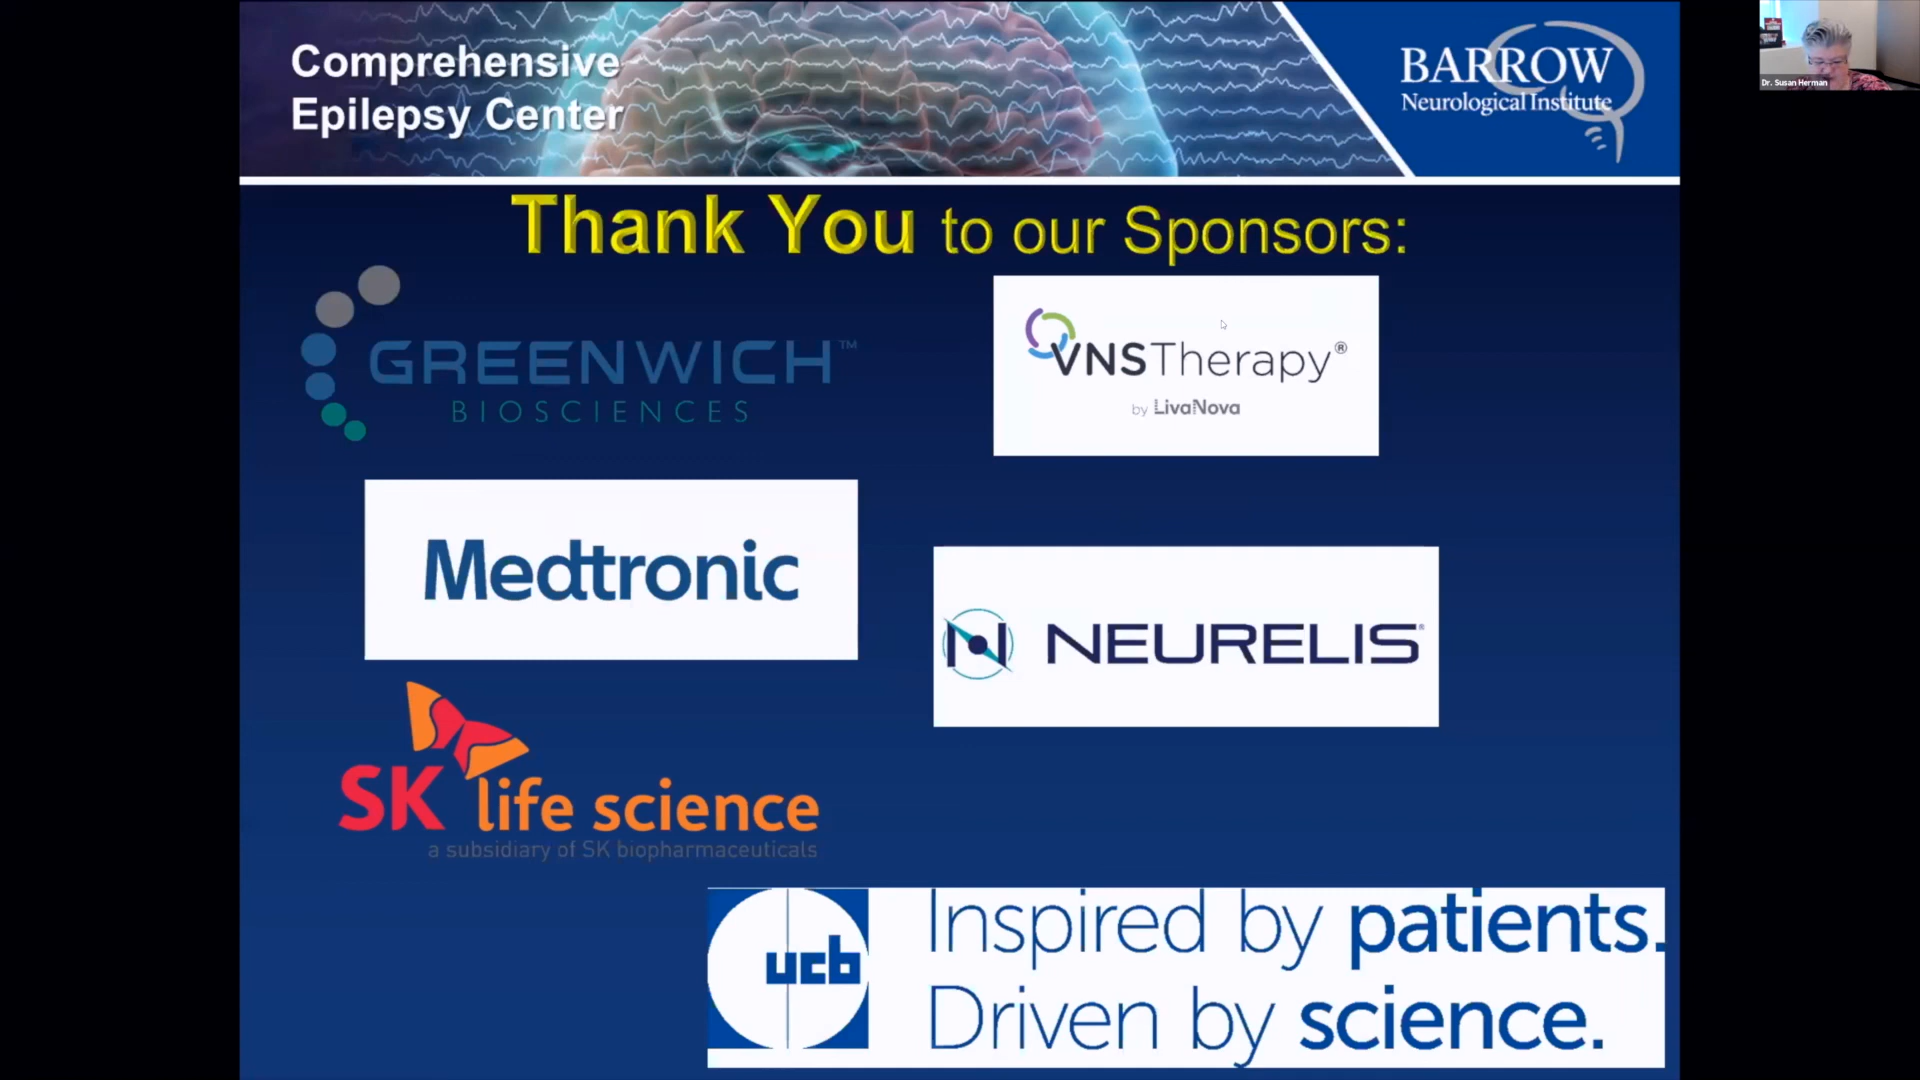 Comprehensive
Epilepsy Center
BARROW
Neurological Institute
Dr. Susan Herman
Thank You to our Sponsors:
GREENWICH™
BIOSCIENCES
VNSTherapy®
by LivaNova
Medtronic
NEURELIS®
SK life science
a subsidiary of SK biopharmaceuticals
ucb
Inspired by patients.
Driven by science.